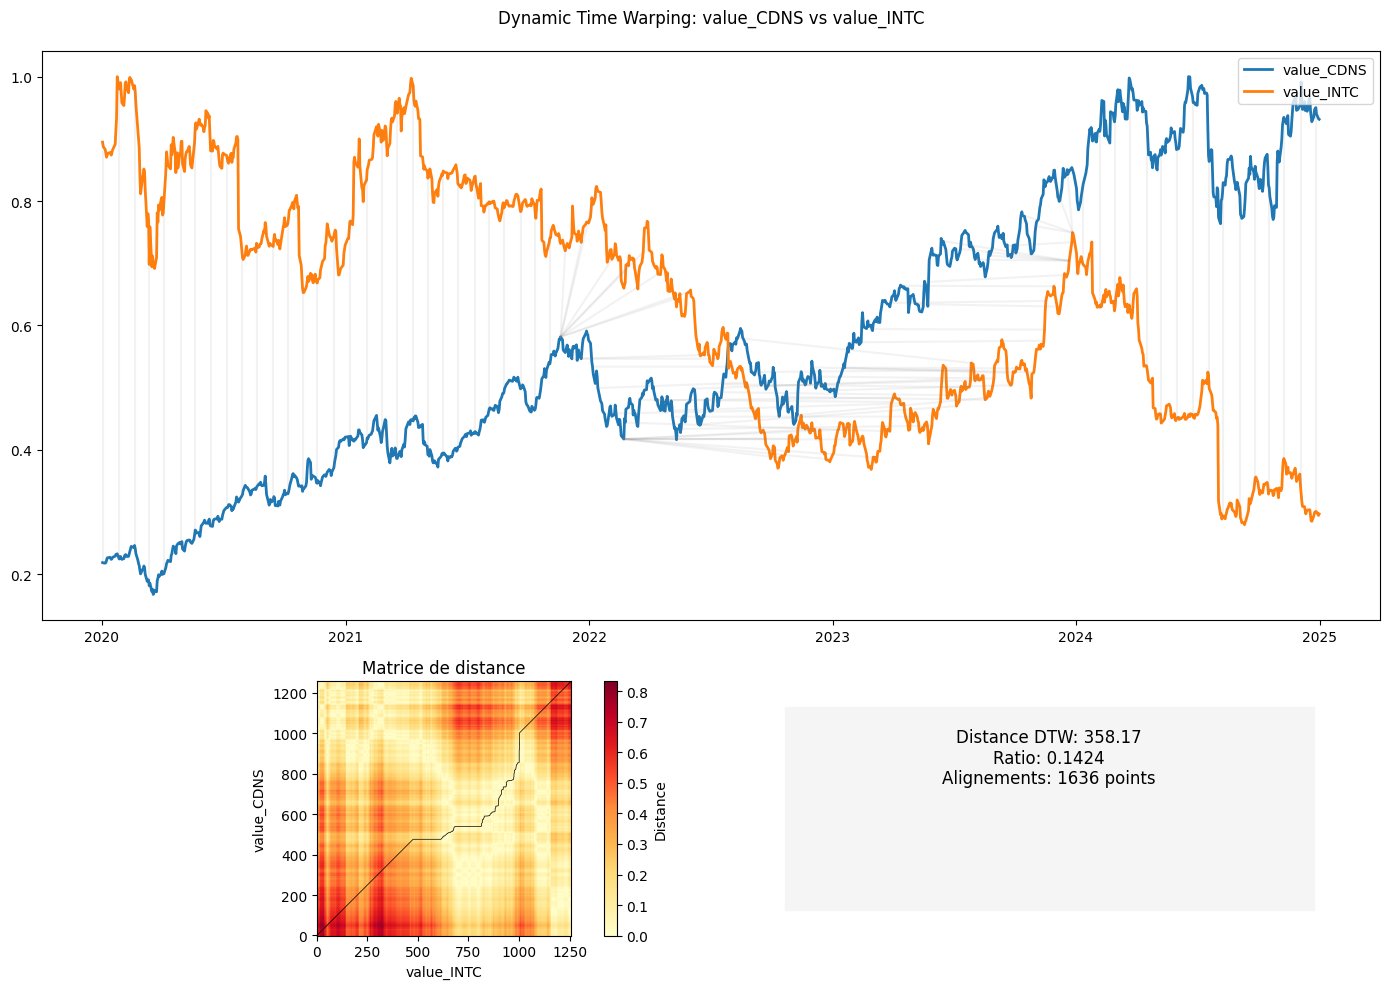 Dynamic Time Warping: value_CDNS vs value_INTC
value_CDNS
value_INTC
1.0
0.8
0.6
0.4
0.2
2020 2021 2022 2023 2024 2025
Matrice de distance
value_CDNS
1200
1000
800
600
400
200
0
0 250 500 750 1000 1250
value_INTC
0.8
0.7
0.6
0.5
0.4
0.3
0.2
0.1
0.0
Distance
Distance DTW: 358.17
Ratio: 0.1424
Alignements: 1636 points